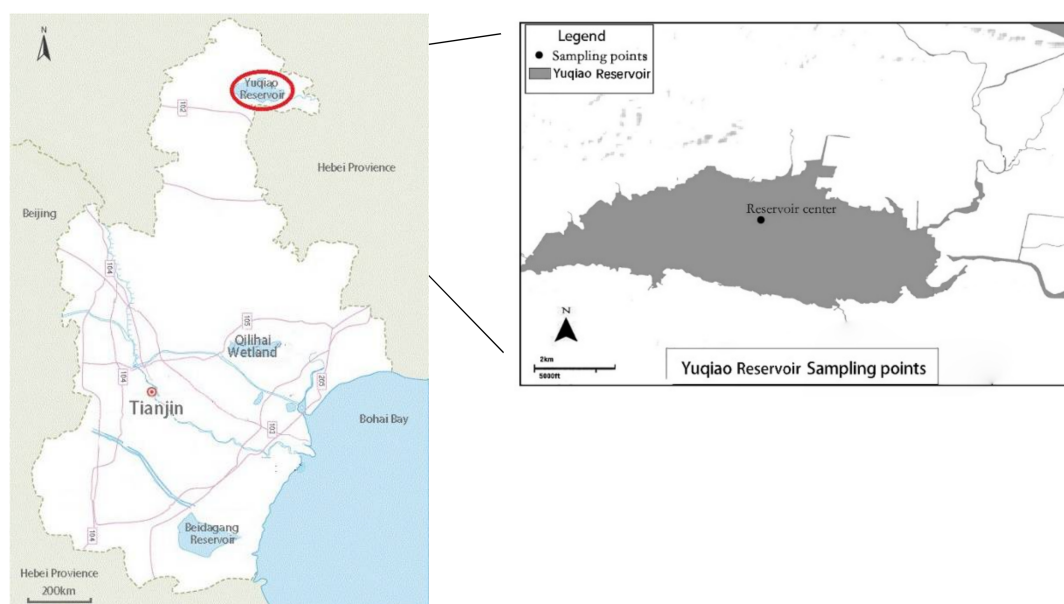 N
Yuqiao
Reservoir
102
Hebei Provience
Beijing
104
105
Qilihai
Wetland
104
205
Tianjin
102
Bohai Bay
Beidagang
Reservoir
104
Hebei Provience
200km
Legend
Sampling points
Yuqiao Reservoir
Reservoir center
N
2km
5000ft
Yuqiao Reservoir Sampling points